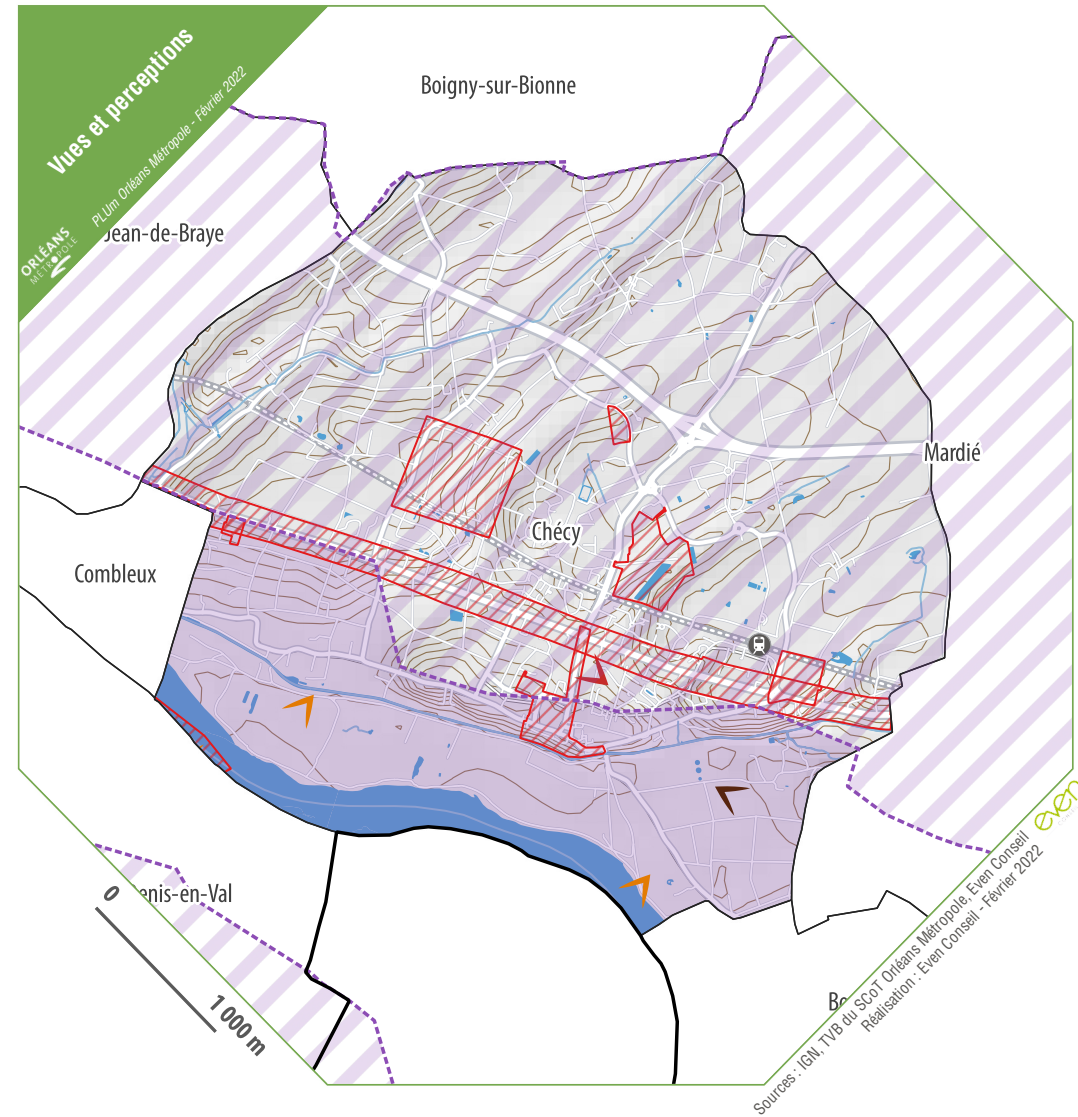 Vues et perceptions
PLUm Orléans Métropole - Février 2022
ORLÉANS
MÉTROPOLE
Boigny-sur-Bionne
Jean-de-Braye
Mardié
Chécy
Combleux
enis-en-Val
0
1 000 m
Bo
even
Sources : IGN, TVB du SCoT Orléans Métropole, Even Conseil
Réalisation : Even Conseil - Février 2022